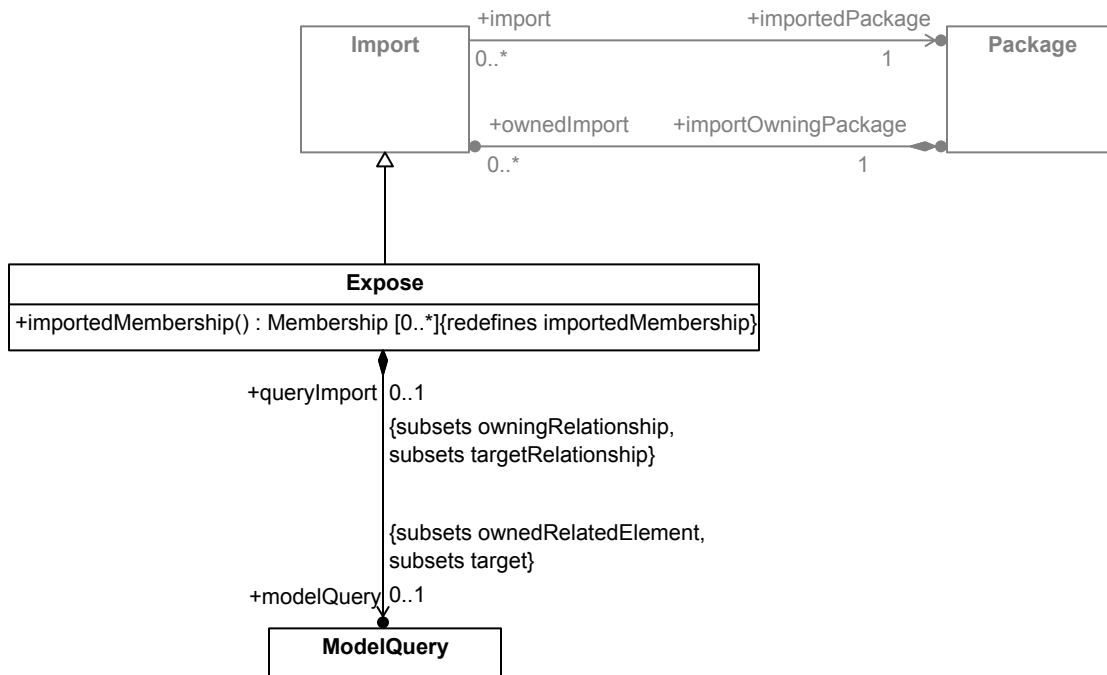 +import
+importedPackage
Import
Package
0..*
1
+ownedImport
+importOwningPackage
0..*
1
Expose
+importedMembership() : Membership [0..*]{redefines importedMembership}
+queryImport
0..1
{subsets owningRelationship,
subsets targetRelationship}
{subsets ownedRelatedElement,
subsets target}
+modelQuery
0..1
ModelQuery